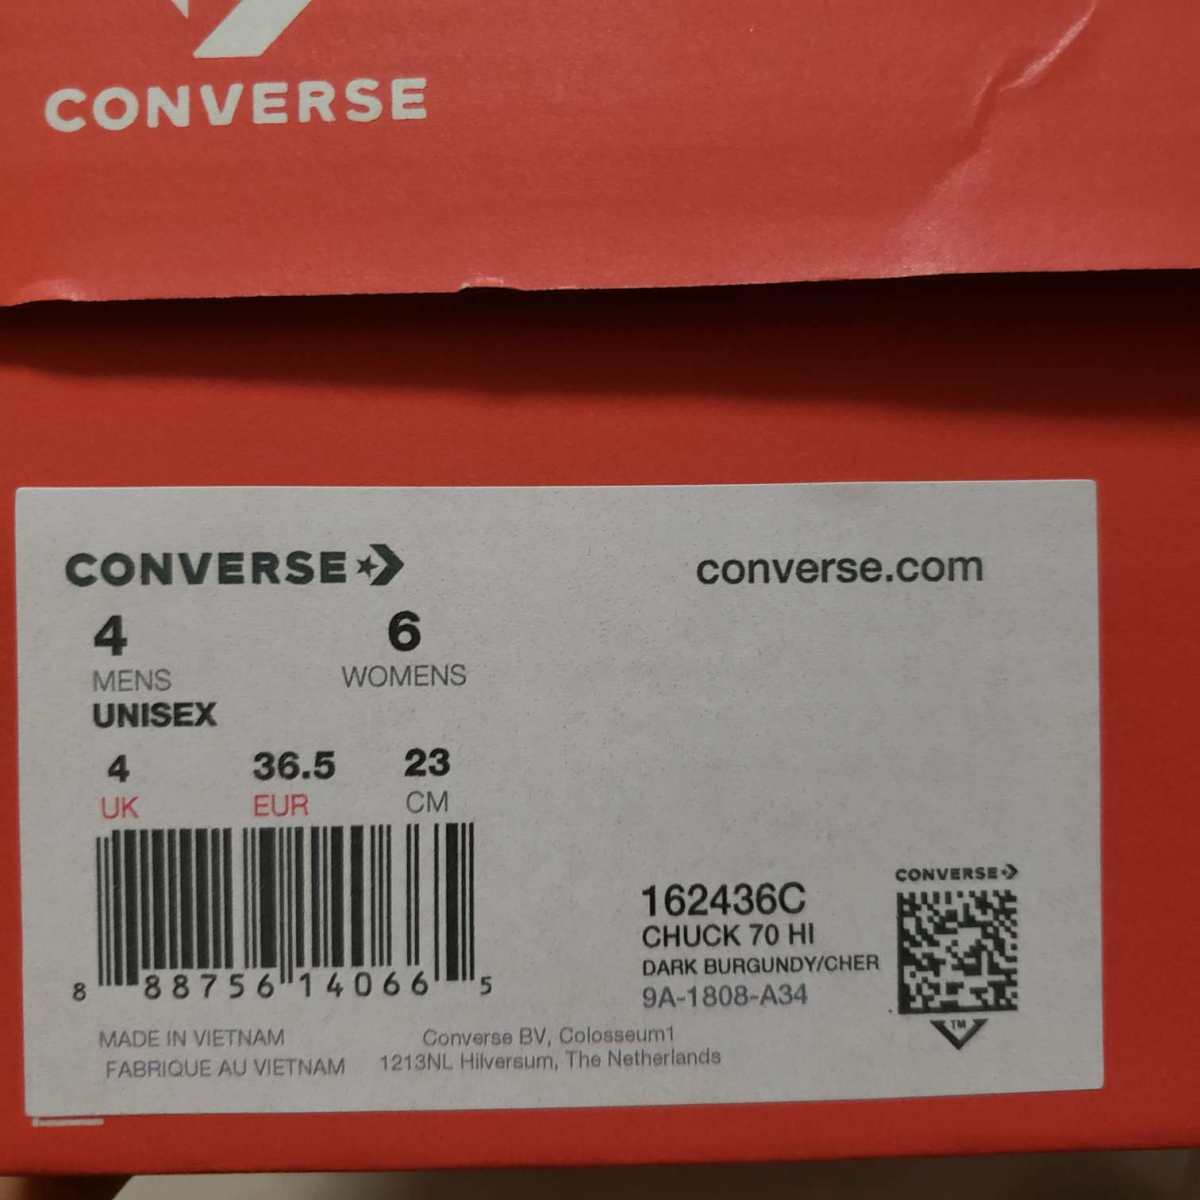 CONVERSE
CONVERSE
converse.com
4 6
MENS WOMENS
UNISEX
4 36.5 23
UK EUR CM
8 88756 14066 5
CONVERSE
162436C
CHUCK 70 HI
DARK BURGUNDY/CHER
9A-1808-A34
TM
MADE IN VIETNAM
FABRIQUE AU VIETNAM
Converse BV, Colosseum1
1213NL Hilversum, The Netherlands